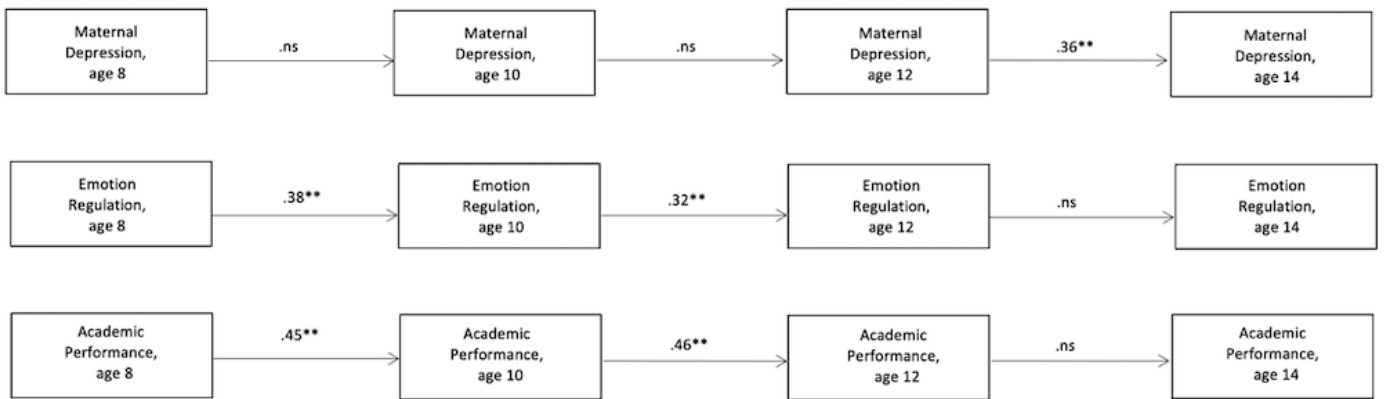 Maternal
Depression,
age 8
.ns
Maternal
Depression,
age 10
.ns
Maternal
Depression,
age 12
.36**
Maternal
Depression,
age 14
Emotion
Regulation,
age 8
.38**
Emotion
Regulation,
age 10
.32**
Emotion
Regulation,
age 12
.ns
Emotion
Regulation,
age 14
Academic
Performance,
age 8
.45**
Academic
Performance,
age 10
.46**
Academic
Performance,
age 12
.ns
Academic
Performance,
age 14